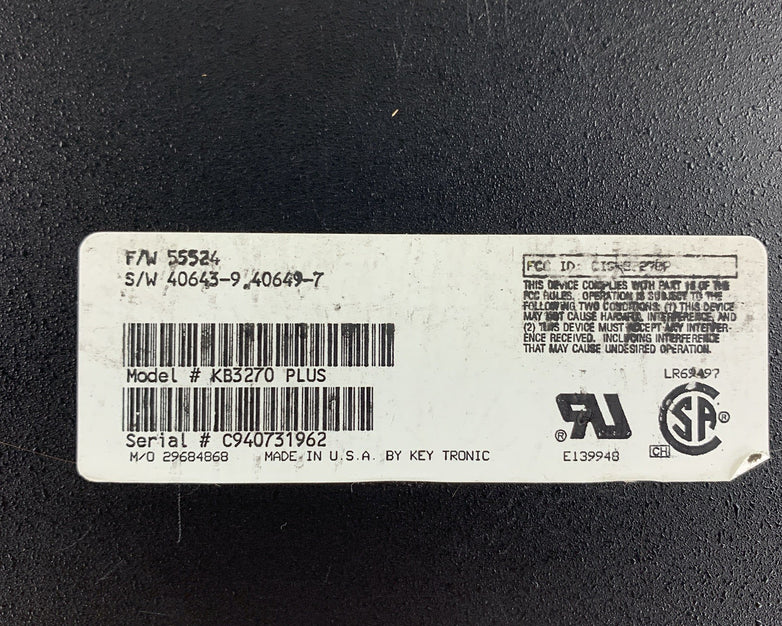 F/W 55524
S/W 40643-9,40649-7
Model # KB3270 PLUS
Serial # C940731962
M/O 29684868 MADE IN U.S.A. BY KEY TRONIC
FCC ID:
THIS DEVICE COMPLIES WITH PART 15 OF THE
FCC RULES. OPERATION IS SUBJECT TO THE
FOLLOWING TWO CONDITIONS: (1) THIS DEVICE
MAY NOT CAUSE HARMFUL INTERFERENCE, AND
(2) THIS DEVICE MUST ACCEPT ANY INTERFER-
ENCE RECEIVED. INCLUDING INTERFERENCE
THAT MAY CAUSE UNDESIRED OPERATION.
LR69497
SA ®
®
E139948
CH